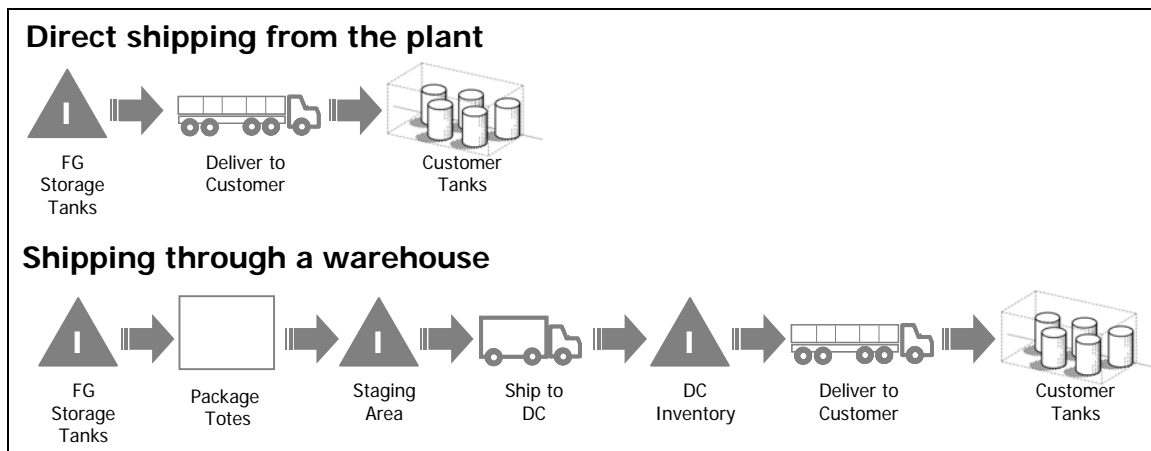 Direct shipping from the plant
I
FG
Storage
Tanks
Deliver to
Customer
Customer
Tanks
Shipping through a warehouse
I
I
I
FG
Storage
Tanks
Package
Totes
Staging
Area
Ship to
DC
DC
Inventory
Deliver to
Customer
Customer
Tanks